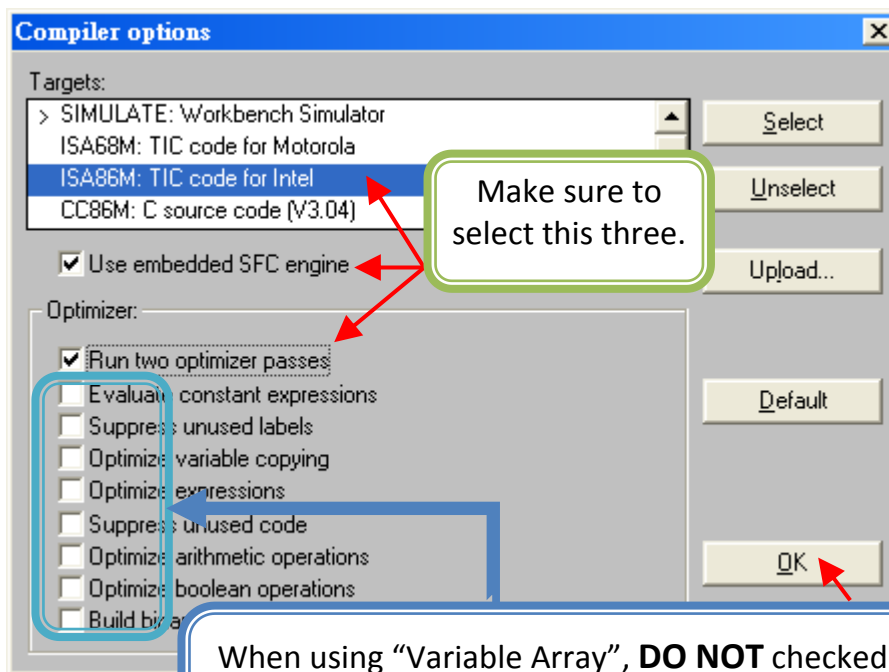 Compiler options
Targets:
> SIMULATE: Workbench Simulator
ISA68M: TIC code for Motorola
ISA86M: TIC code for Intel
CC86M: C source code (V3.04)
Select
Unselect
Make sure to
select this three.
Use embedded SFC engine
Upload...
Optimizer:
Run two optimizer passes
Evaluate constant expressions
Suppress unused labels
Optimize variable copying
Optimize expressions
Suppress unused code
Optimize arithmetic operations
Optimize boolean operations
Build
Default
OK
When using “Variable Array”, DO NOT checked